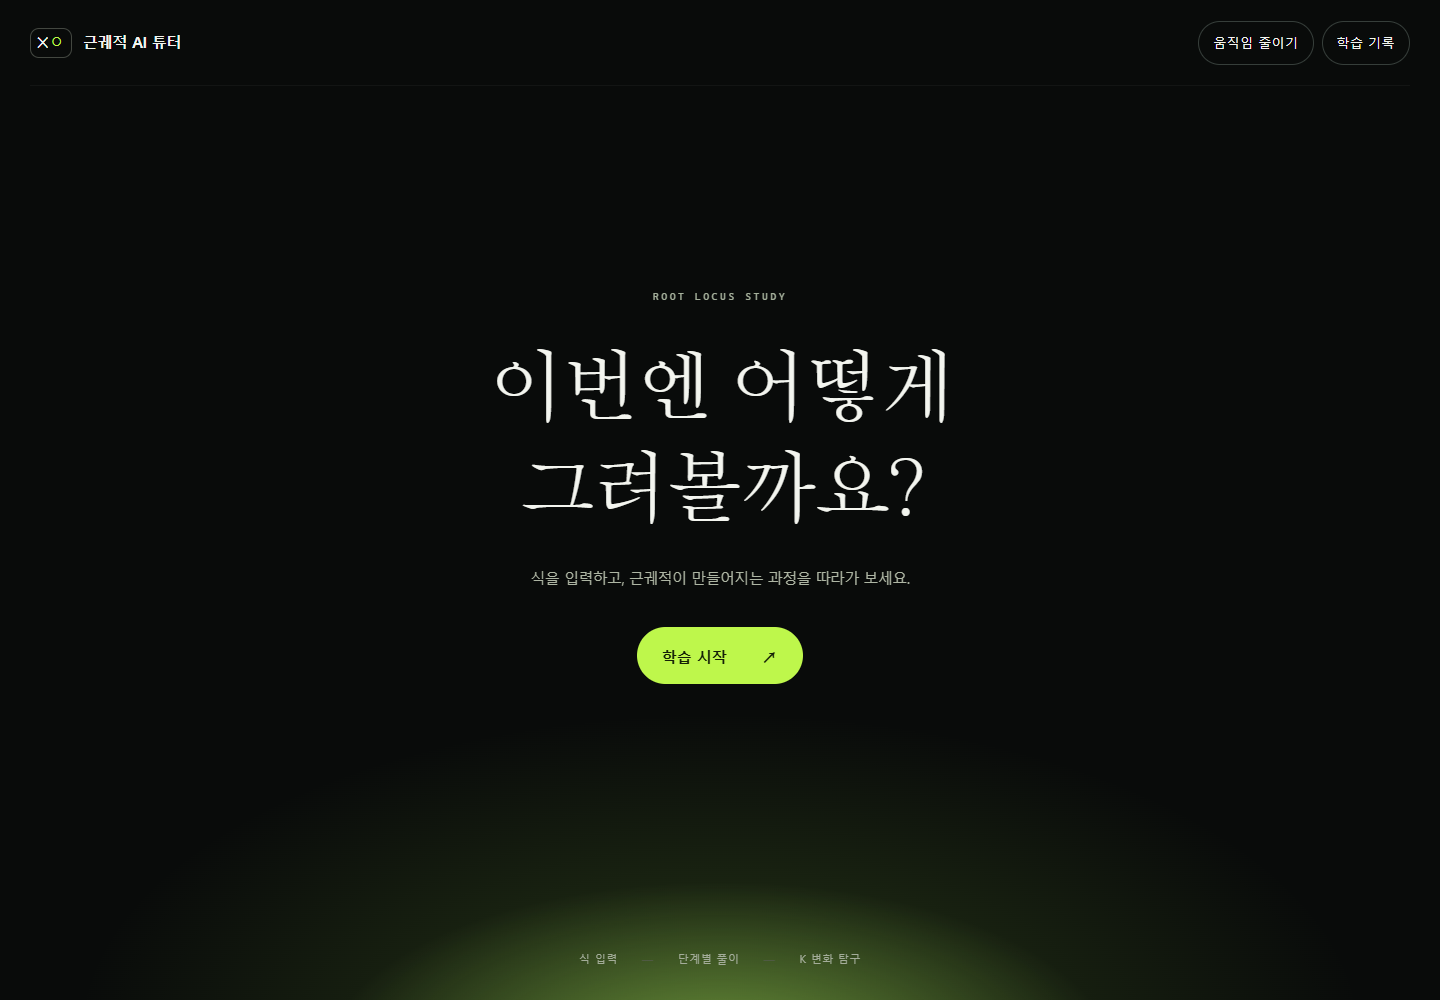 XO 근궤적 AI 튜터
움직임 줄이기
학습 기록
ROOT LOCUS STUDY
이번엔 어떻게
그려볼까요?
식을 입력하고, 근궤적이 만들어지는 과정을 따라가 보세요.
학습 시작 ↗
식 입력 — 단계별 풀이 — K 변화 탐구